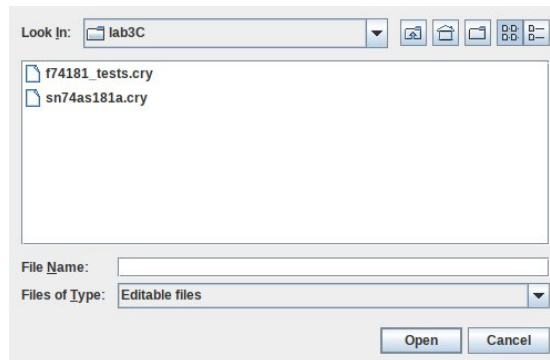 Look In: lab3C
f74181_tests.cry
sn74as181a.cry
File Name:
Files of Type: Editable files
Open Cancel